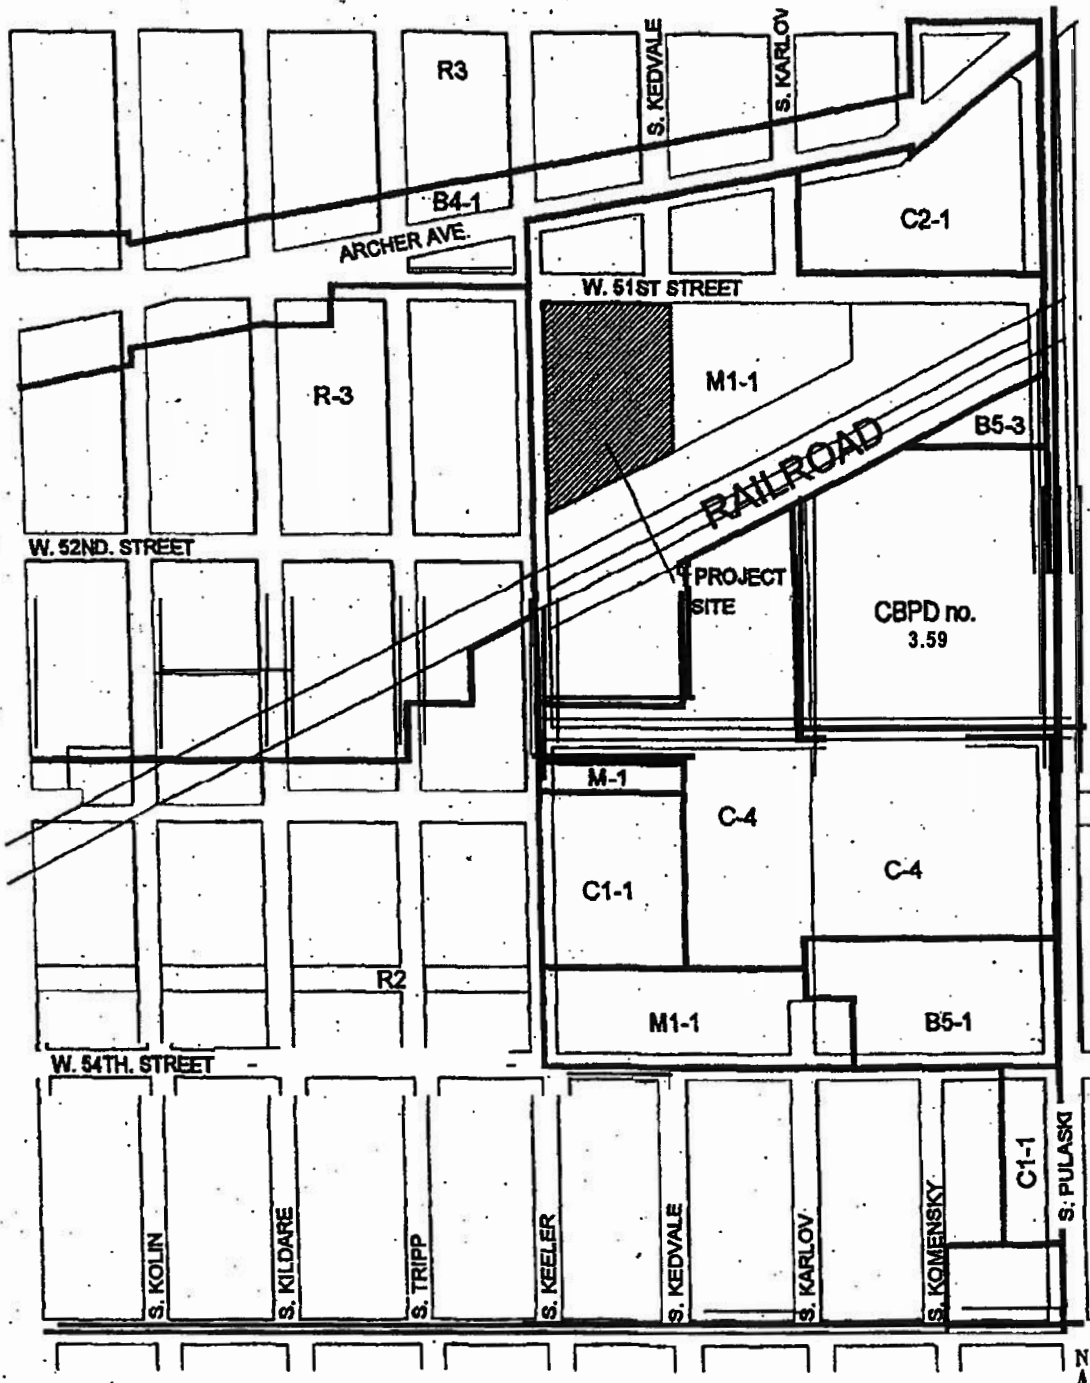 S. KEDVALE
S. KARLOV
R3
B4-1
ARCHER AVE.
C2-1
W. 51ST STREET
R-3
M1-1
B5-3
RAILROAD
W. 52ND. STREET
PROJECT
SITE
CBPD no.
3.59
M-1
C-4
C1-1
C-4
R2
M1-1
B5-1
W. 54TH. STREET
C1-1
S. PULASKI
S. KOLIN
S. KILDARE
S. TRIPP
S. KEELER
S. KEDVALE
S. KARLOV
S. KOMENSKY
N